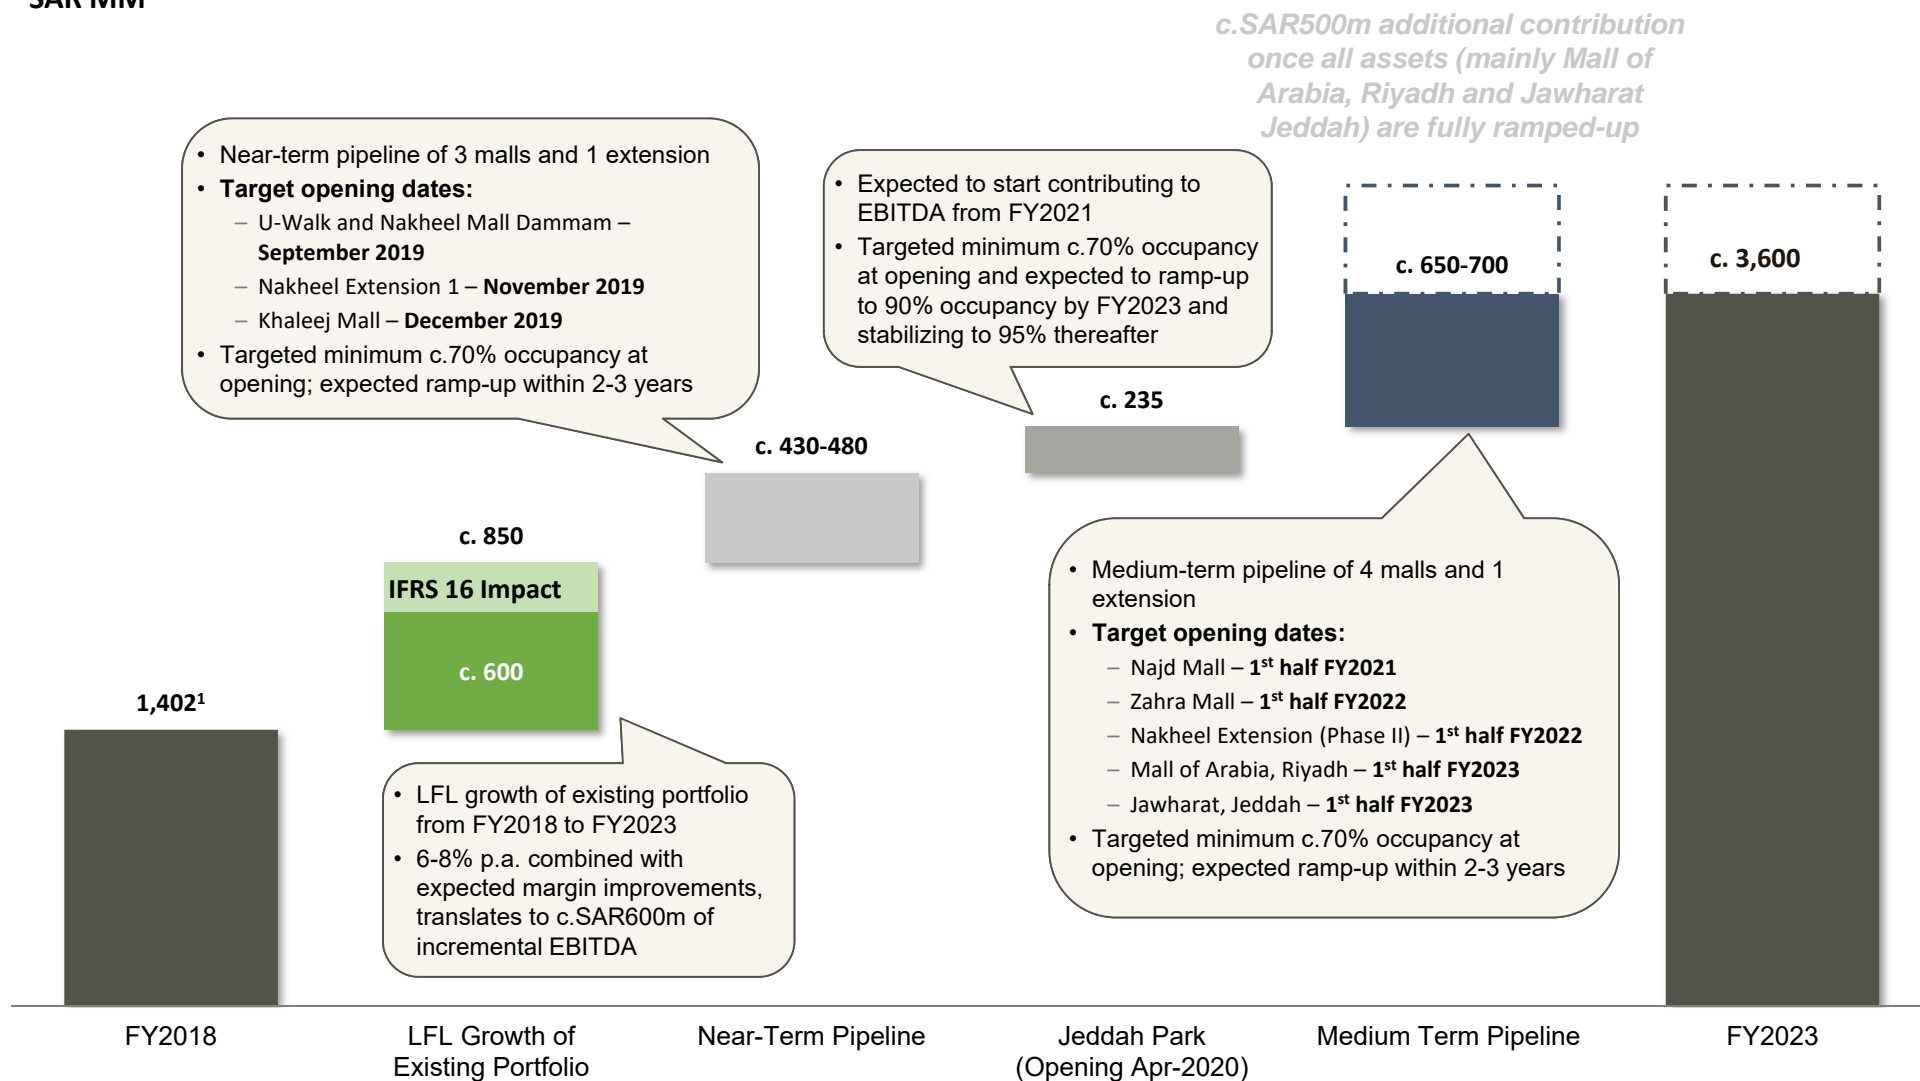 SAR MM
c.SAR500m additional contribution
once all assets (mainly Mall of
Arabia, Riyadh and Jawharat
Jeddah) are fully ramped-up
• Near-term pipeline of 3 malls and 1 extension
• Target opening dates:
– U-Walk and Nakheel Mall Dammam –
September 2019
– Nakheel Extension 1 – November 2019
– Khaleej Mall – December 2019
• Targeted minimum c.70% occupancy at
opening; expected ramp-up within 2-3 years
• Expected to start contributing to
EBITDA from FY2021
• Targeted minimum c.70% occupancy
at opening and expected to ramp-up
to 90% occupancy by FY2023 and
stabilizing to 95% thereafter
c. 650-700
c. 3,600
c. 235
c. 430-480
c. 850
IFRS 16 Impact
c. 600
1,402¹
• LFL growth of existing portfolio
from FY2018 to FY2023
• 6-8% p.a. combined with
expected margin improvements,
translates to c.SAR600m of
incremental EBITDA
• Medium-term pipeline of 4 malls and 1
extension
• Target opening dates:
– Najd Mall – 1st half FY2021
– Zahra Mall – 1st half FY2022
– Nakheel Extension (Phase II) – 1st half FY2022
– Mall of Arabia, Riyadh – 1st half FY2023
– Jawharat, Jeddah – 1st half FY2023
• Targeted minimum c.70% occupancy at
opening; expected ramp-up within 2-3 years
FY2018
LFL Growth of
Existing Portfolio
Near-Term Pipeline
Jeddah Park
(Opening Apr-2020)
Medium Term Pipeline
FY2023